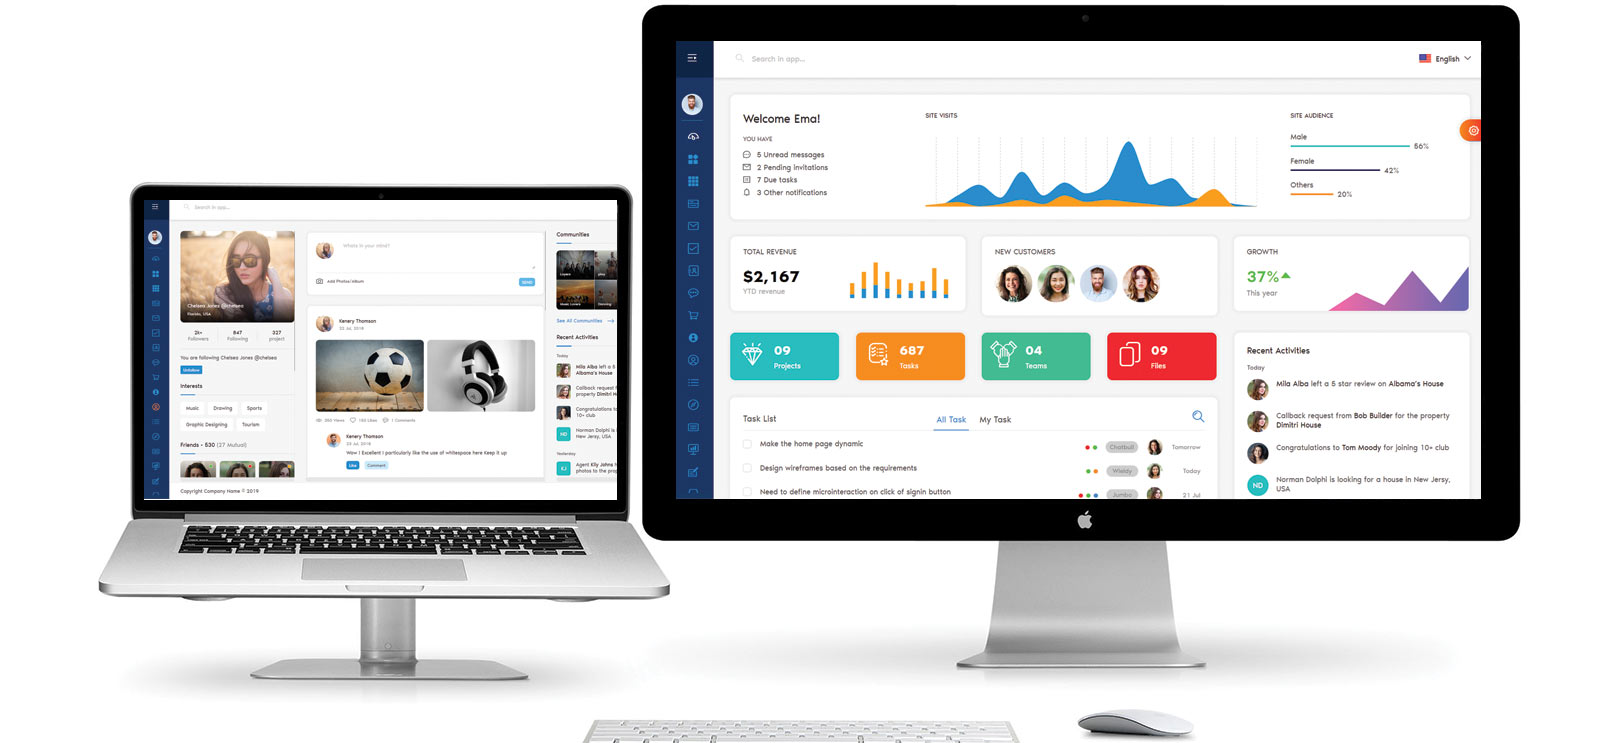 Search in app...
Chelsea Jones @chelsea
Florida, USA
2k+
847
327
Followers
Following
project
You are following Chelsea Jones @chelsea
Unfollow
Interests
Music
Drawing
Sports
Graphic Designing
Tourism
Friends - 530 (27 Mutual)
Copyright Company Name © 2019
Whats in your mind?
Add Photos/album
SEND
Kenery Thomson
23 Jul, 2018
350 Views
140 Likes
1 Comments
Kenery Thomson
23 Jul, 2018
Wow ! Excellent I particularly like the use of whitespace here Keep it up
Like
Comment
Communities
Lovers
play
Music Lovers
Dancing
See All Communities
Recent Activities
Today
Mila Alba left a 5
Albama's House
Callback request f
property Dimitri H
Congratulations to
10+ club
ND
Norman Dolphi is
New Jersy, USA
Yesterday
KJ
Agent Kily Johns h
photos to the prop
Search in app...
English
Welcome Ema!
YOU HAVE
5 Unread messages
2 Pending invitations
7 Due tasks
3 Other notifications
SITE VISITS
SITE AUDIENCE
Male
56%
Female
42%
Others
20%
TOTAL REVENUE
$2,167
YTD revenue
NEW CUSTOMERS
GROWTH
37%
This year
09
Projects
687
Tasks
04
Teams
09
Files
Task List
All Task
My Task
Make the home page dynamic
Chatbull
Tomorrow
Design wireframes based on the requirements
Wieldy
Today
Need to define microinteraction on click of signin button
Jumbo
21 Jul
Recent Activities
Today
Mila Alba left a 5 star review on Albama's House
Callback request from Bob Builder for the property
Dimitri House
Congratulations to Tom Moody for joining 10+ club
ND
Norman Dolphi is looking for a house in New Jersy,
USA